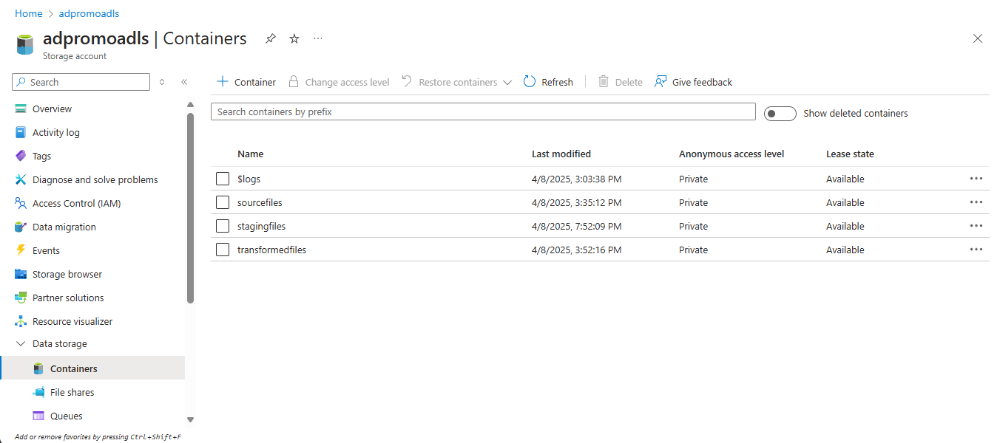 Home > adpromoadls
adpromoadls | Containers
Storage account
Search
Overview
Activity log
Tags
Diagnose and solve problems
Access Control (IAM)
Data migration
Events
Storage browser
Partner solutions
Resource visualizer
Data storage
Containers
File shares
Queues
Add or remove favorites by pressing Ctrl+Shift+F
Container Change access level Restore containers Refresh Delete Give feedback
Search containers by prefix Show deleted containers
Name Last modified Anonymous access level Lease state
$logs 4/8/2025, 3:03:38 PM Private Available
sourcefiles 4/8/2025, 3:35:12 PM Private Available
stagingfiles 4/8/2025, 7:52:09 PM Private Available
transformedfiles 4/8/2025, 3:52:16 PM Private Available